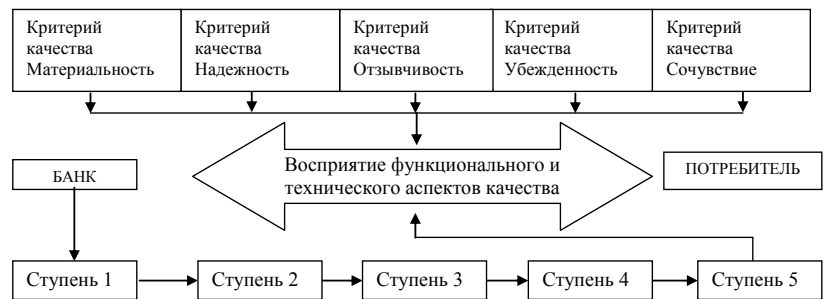 Критерий
качества
Материальность
Критерий
качества
Надежность
Критерий
качества
Отзывчивость
Критерий
качества
Убежденность
Критерий
качества
Сочувствие
Восприятие функционального и
технического аспектов качества
БАНК
ПОТРЕБИТЕЛЬ
Ступень 1
Ступень 2
Ступень 3
Ступень 4
Ступень 5